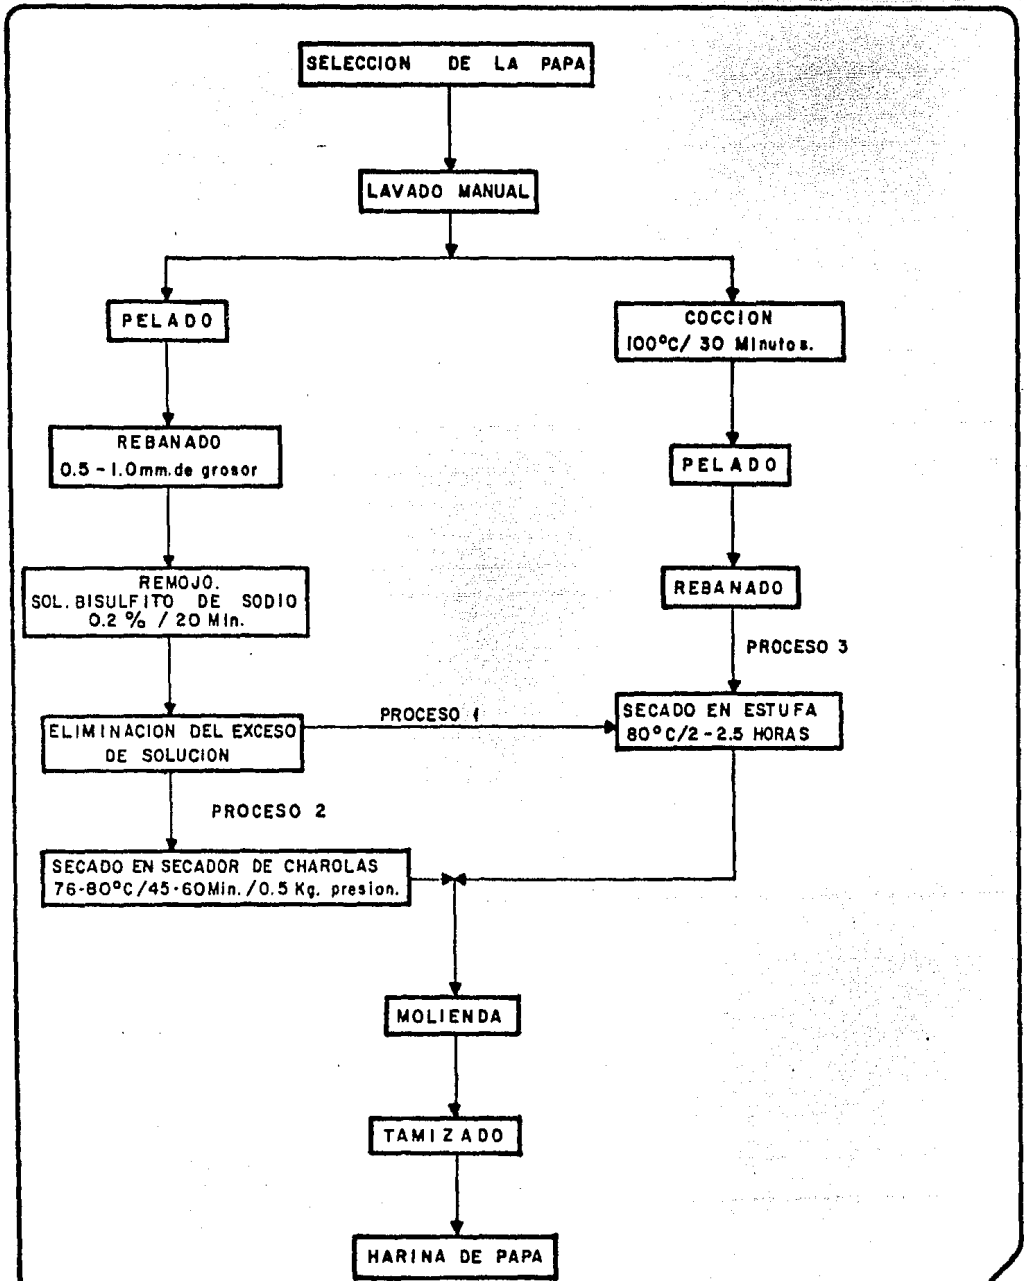 SELECCION DE LA PAPA
LAVADO MANUAL
PELADO
COCCION
100°C/ 30 Minutos.
REBANADO
0.5-1.0mm.de grosor
PELADO
REMOJO.
SOL. BISULFITO DE SODIO
0.2 % / 20 Min.
REBANADO
PROCESO 3
ELIMINACION DEL EXCESO
DE SOLUCION
PROCESO 1
SECADO EN ESTUFA
80°C/2-2.5 HORAS
PROCESO 2
SECADO EN SECADOR DE CHAROLAS
76-80°C/45-60Min./0.5 Kg. presion.
MOLIENDA
TAMIZADO
HARINA DE PAPA